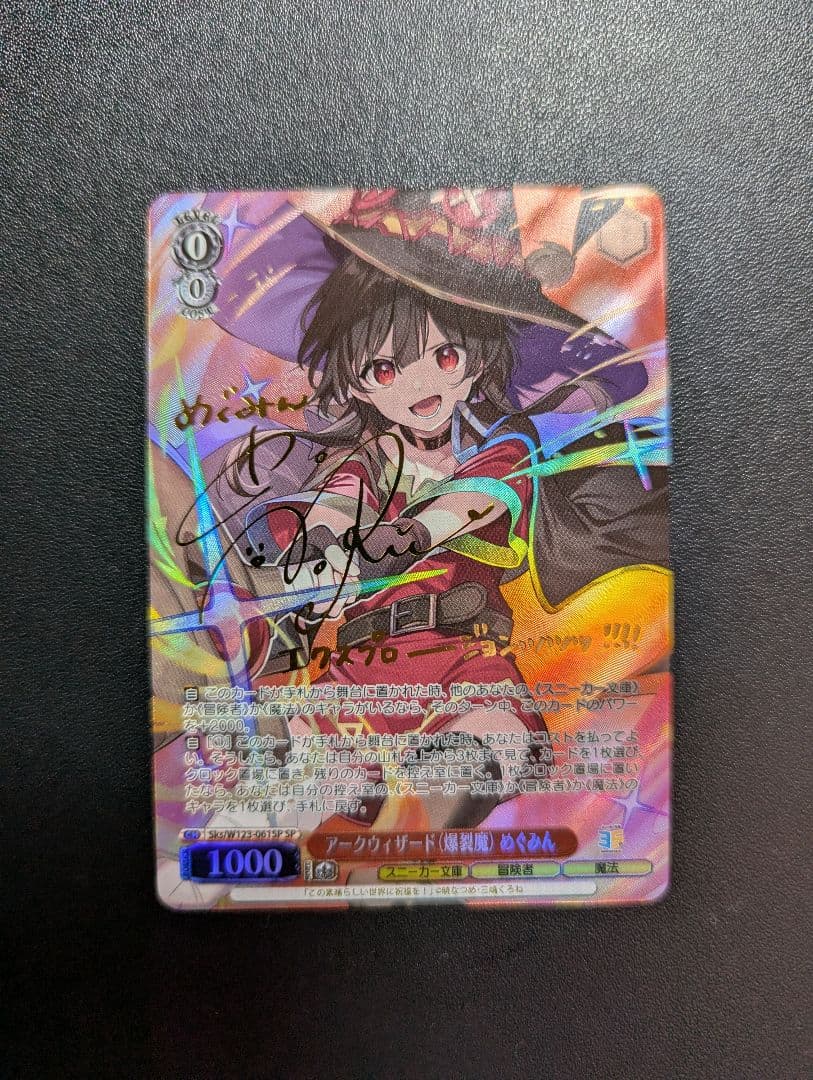 LEVEL
0
0
COST
めぐみん
エクスプロージョンッッッ!!!!
自 このカードが手札から舞台に置かれた時、他のあなたの、《スニーカー文庫》
か《冒険者》か《魔法》のキャラがいるなら、そのターン中、このカードのパワー
を+2000。
自 [①] このカードが手札から舞台に置かれた時、あなたはコストを払ってよ
い。そうしたら、あなたは自分の山札を上から3枚まで見て、カードを1枚選び、
クロック置場に置き、残りのカードを控え室に置く。1枚クロック置場に置い
たなら、あなたは自分の控え室の、《スニーカー文庫》か《冒険者》か《魔法》の
キャラを1枚選び、手札に戻す。
Sks/W123-061SP SP
アークウィザード(爆裂魔) めぐみん
1000
スニーカー文庫 冒険者 魔法
「この素晴らしい世界に祝福を!」©暁なつめ・三嶋くろね